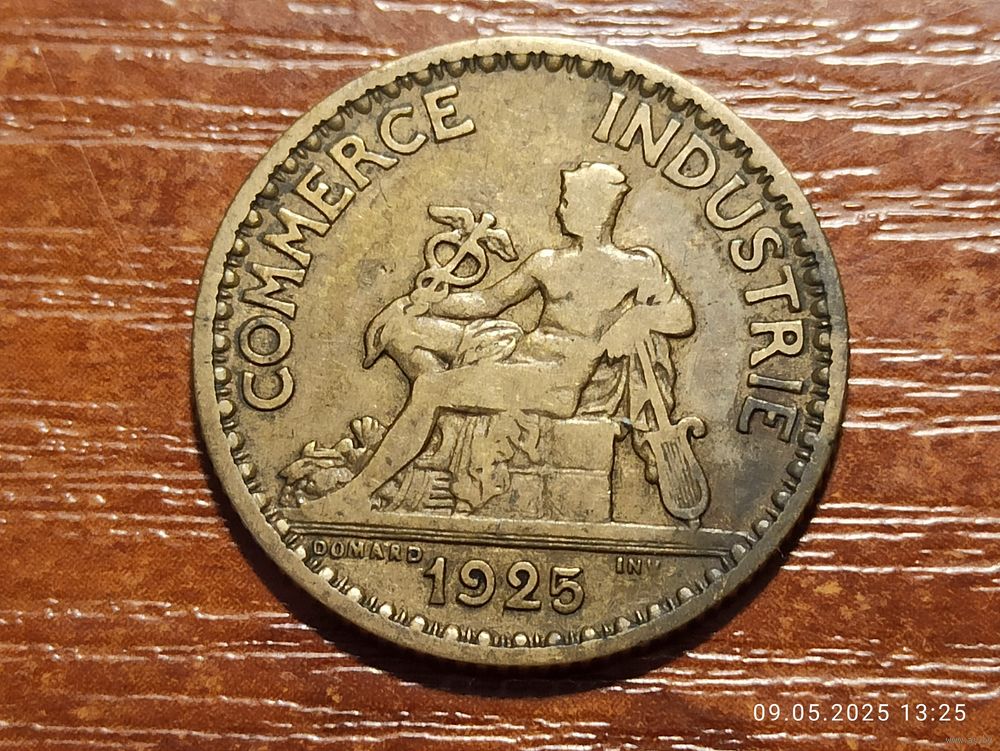 COMMERCE INDUSTRIE
DOMARD INV
1925
09.05.2025 13:25